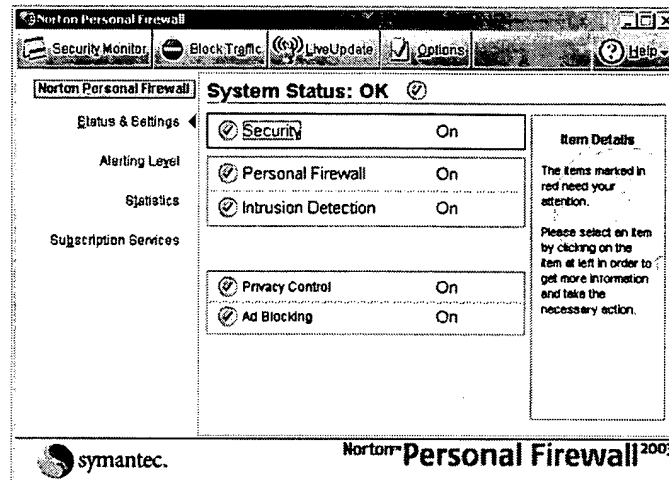 Norton Personal Firewall
Security Monitor Block Traffic LiveUpdate Options Help
Norton Personal Firewall
Status & Settings
Alerting Level
Statistics
Subscription Services
System Status: OK
Security On
Personal Firewall On
Intrusion Detection On
Privacy Control On
Ad Blocking On
Item Details
The items marked in
red need your
attention.
Please select an item
by clicking on the
item at left in order to
get more information
and take the
necessary action.
symantec.
Norton™ Personal Firewall 2003